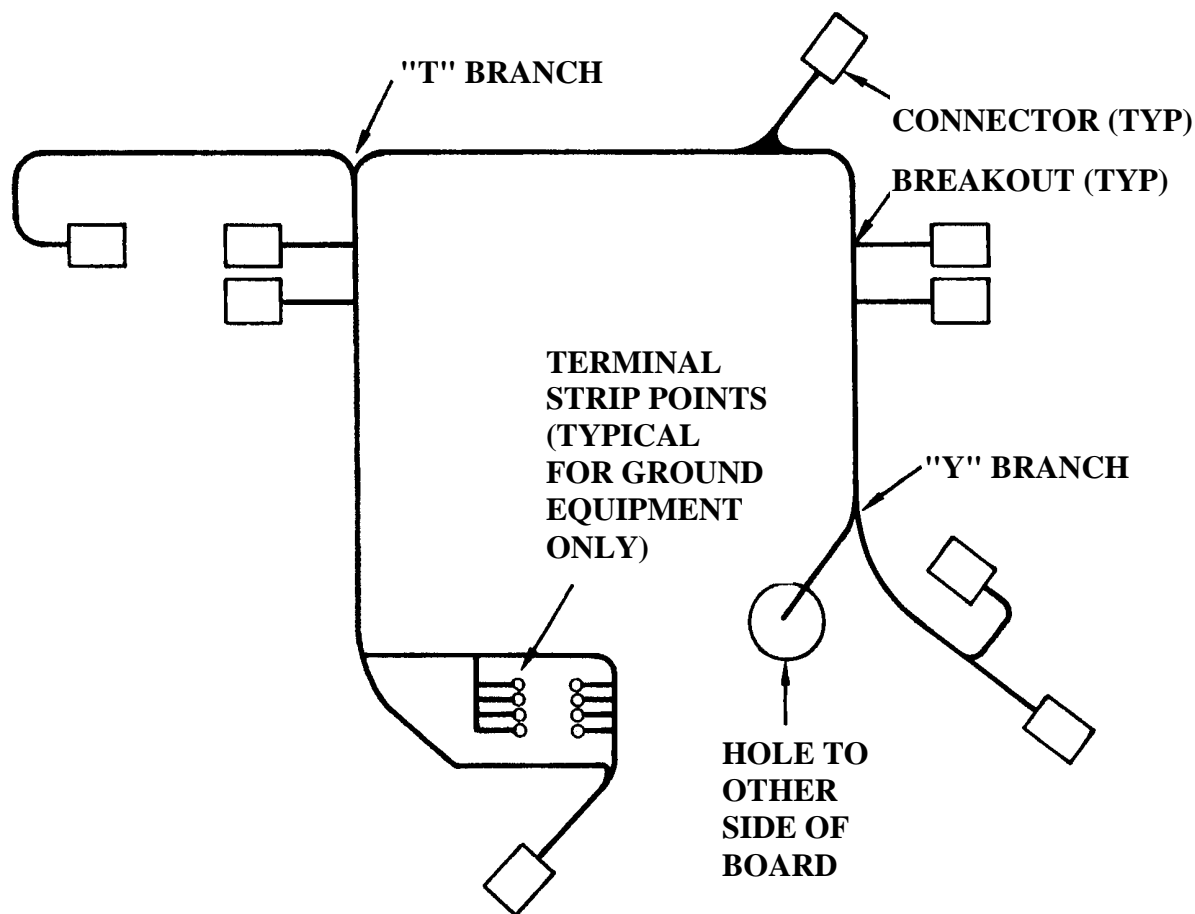 "T" BRANCH
CONNECTOR (TYP)
BREAKOUT (TYP)
TERMINAL
STRIP POINTS
(TYPICAL
FOR GROUND
EQUIPMENT
ONLY)
"Y" BRANCH
HOLE TO
OTHER
SIDE OF
BOARD